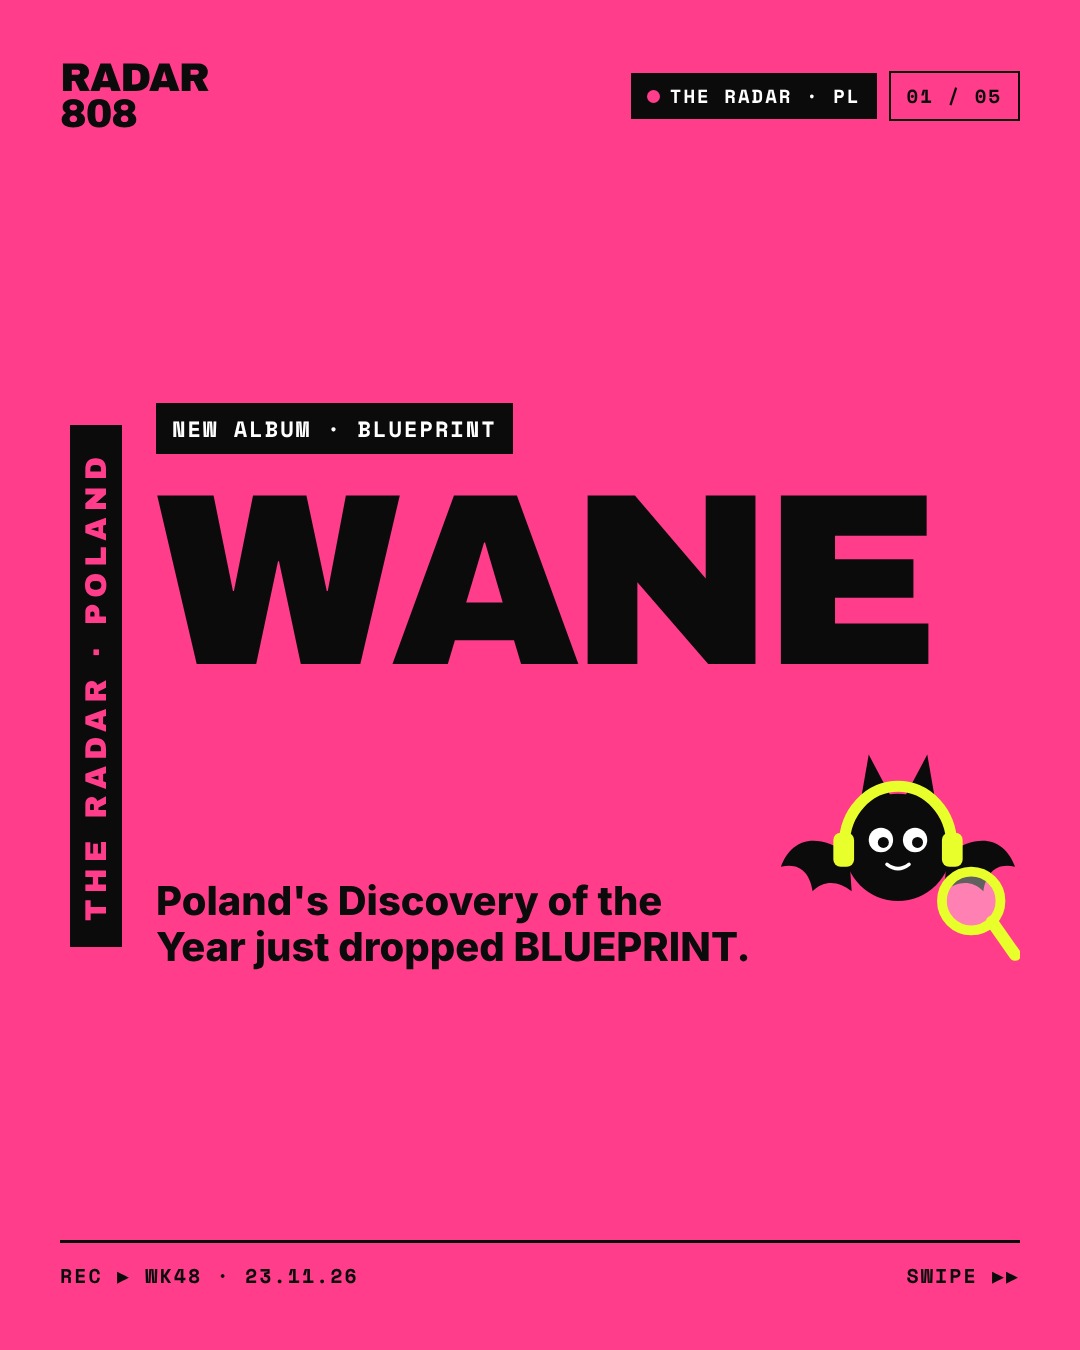 RADAR
808
THE RADAR · PL
01 / 05
NEW ALBUM · BLUEPRINT
THE RADAR · POLAND
WANE
Poland's Discovery of the
Year just dropped BLUEPRINT.
REC ▶ WK48 · 23.11.26
SWIPE ▶▶